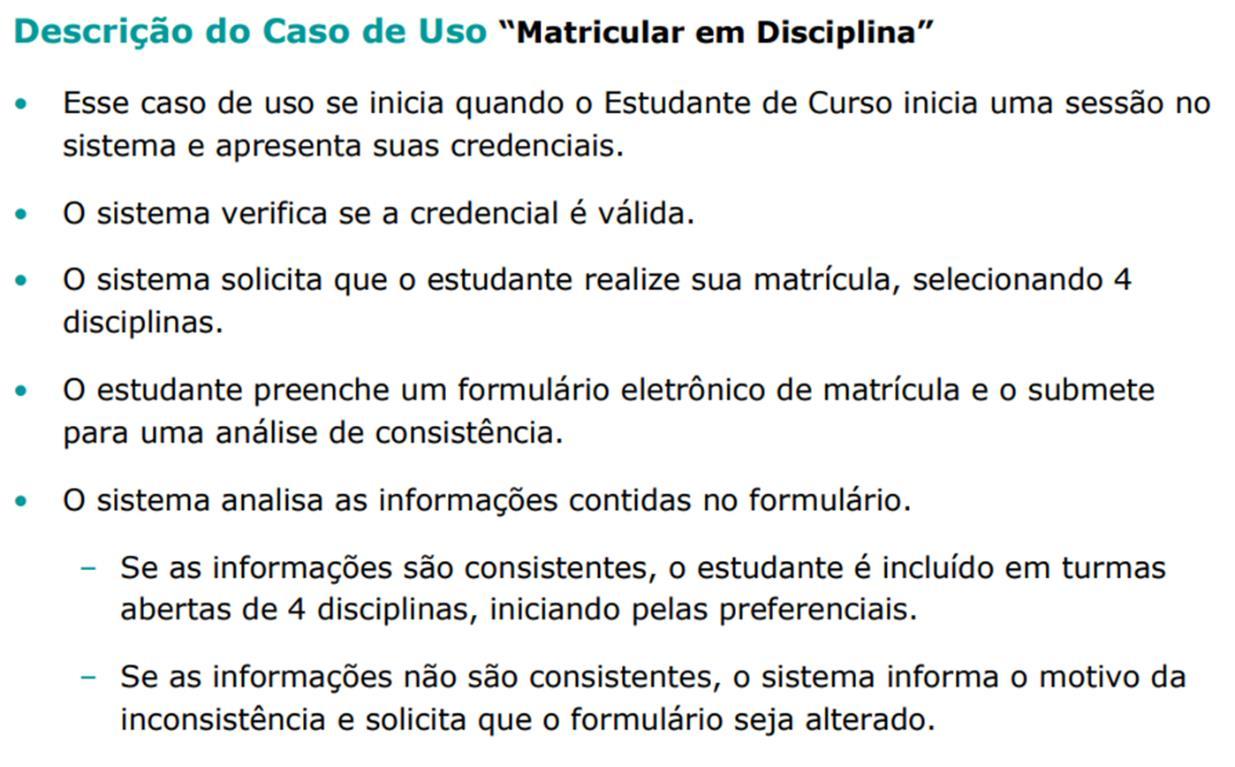 Descrição do Caso de Uso “Matricular em Disciplina”
• Esse caso de uso se inicia quando o Estudante de Curso inicia uma sessão no
sistema e apresenta suas credenciais.
• O sistema verifica se a credencial é válida.
• O sistema solicita que o estudante realize sua matrícula, selecionando 4
disciplinas.
• O estudante preenche um formulário eletrônico de matrícula e o submete
para uma análise de consistência.
• O sistema analisa as informações contidas no formulário.
– Se as informações são consistentes, o estudante é incluído em turmas
abertas de 4 disciplinas, iniciando pelas preferenciais.
– Se as informações não são consistentes, o sistema informa o motivo da
inconsistência e solicita que o formulário seja alterado.